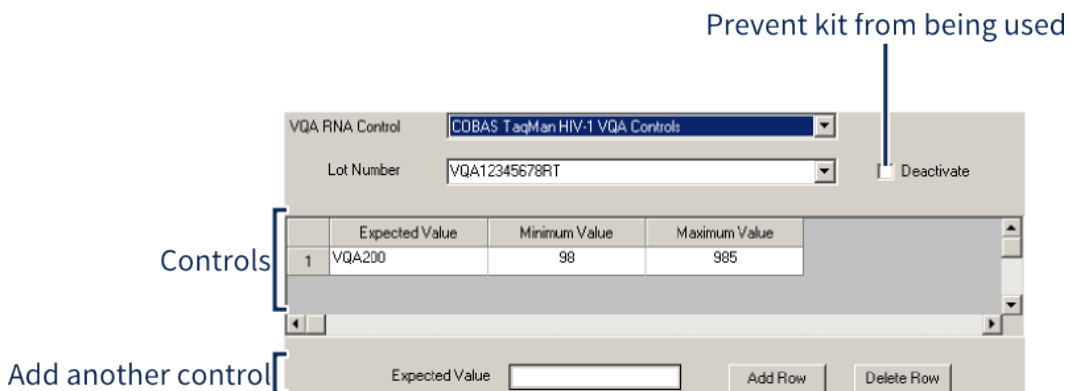 Prevent kit from being used
VQA RNA Control COBAS TaqMan HIV-1 VQA Controls
Lot Number VQA12345678RT Deactivate
Controls
Expected Value Minimum Value Maximum Value
1 VQA200 98 985
Add another control
Expected Value Add Row Delete Row